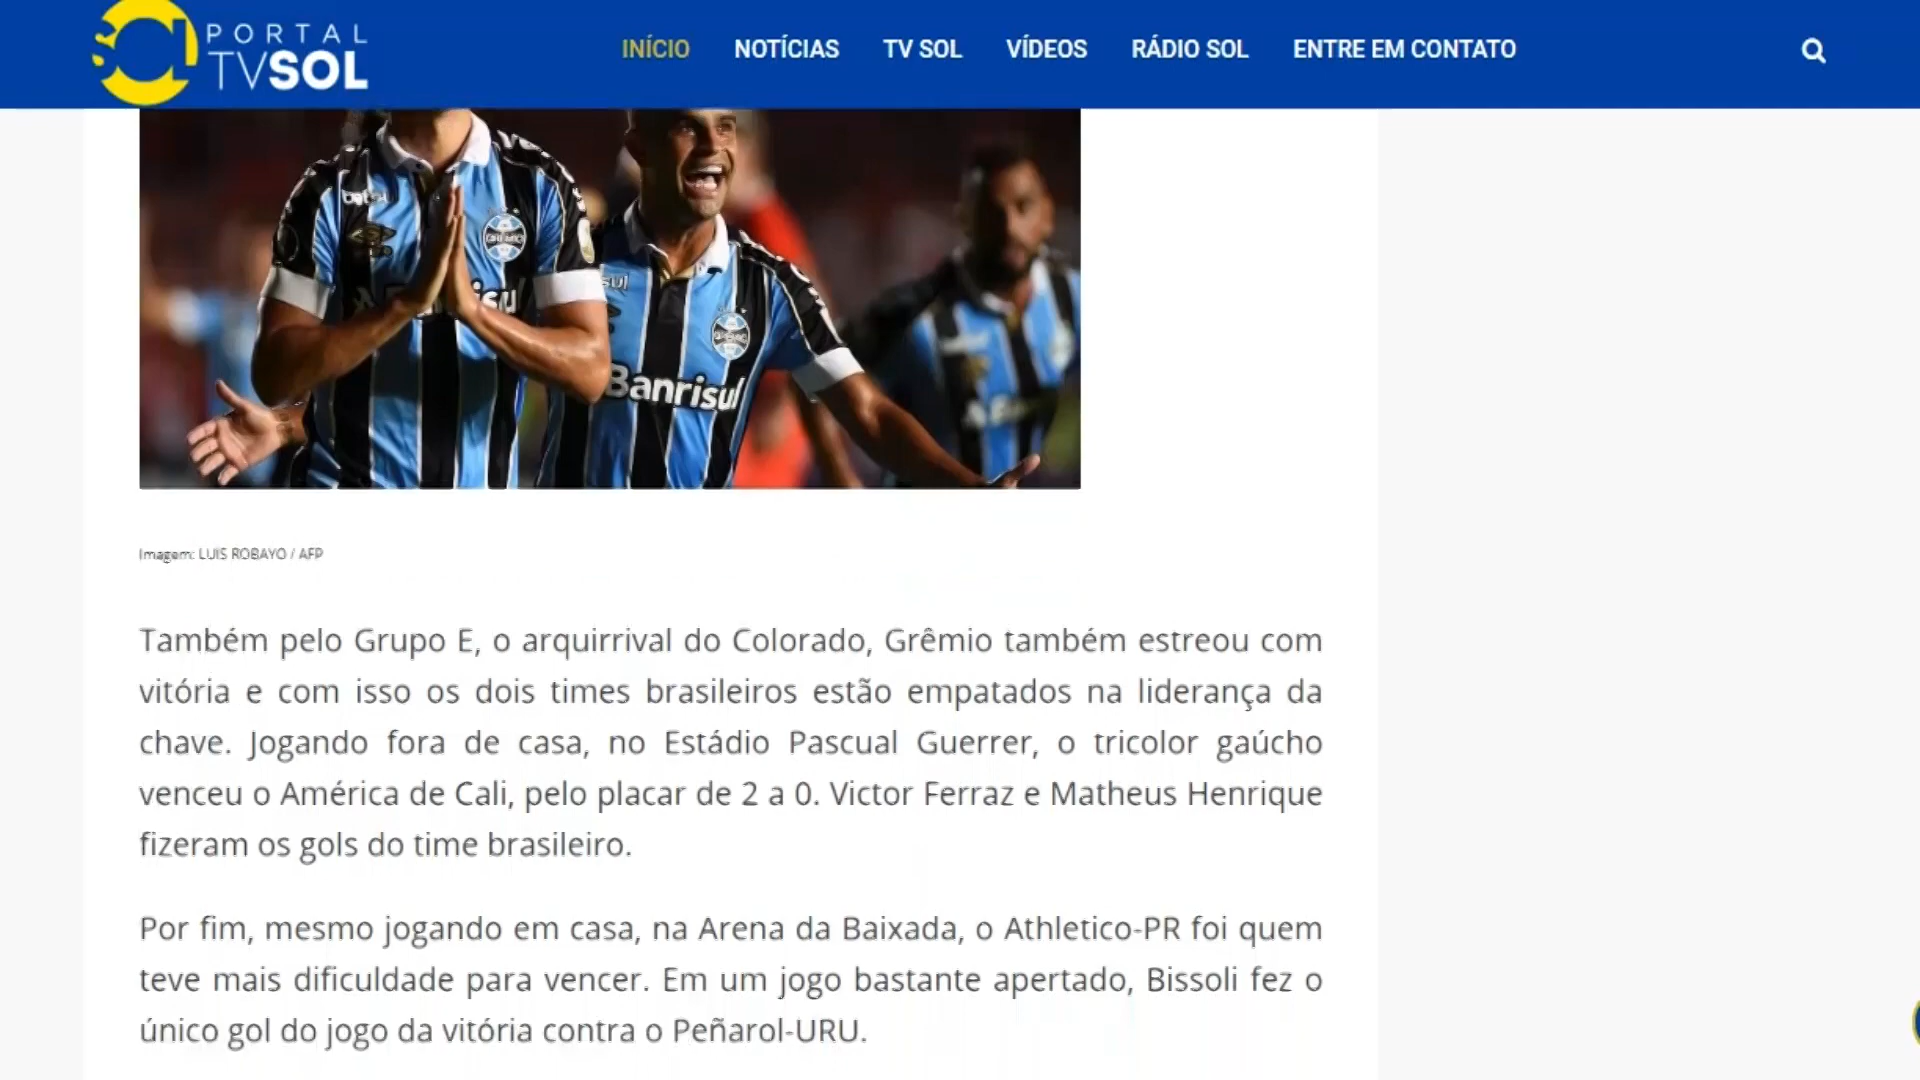 PORTAL
TVSOL
INÍCIO NOTÍCIAS TV SOL VÍDEOS RÁDIO SOL ENTRE EM CONTATO
Banrisul
Imagem: LUIS ROBAYO / AFP
Também pelo Grupo E, o arquirrival do Colorado, Grêmio também estreou com
vitória e com isso os dois times brasileiros estão empatados na liderança da
chave. Jogando fora de casa, no Estádio Pascual Guerrer, o tricolor gaúcho
venceu o América de Cali, pelo placar de 2 a 0. Victor Ferraz e Matheus Henrique
fizeram os gols do time brasileiro.
Por fim, mesmo jogando em casa, na Arena da Baixada, o Athletico-PR foi quem
teve mais dificuldade para vencer. Em um jogo bastante apertado, Bissoli fez o
único gol do jogo da vitória contra o Peñarol-URU.